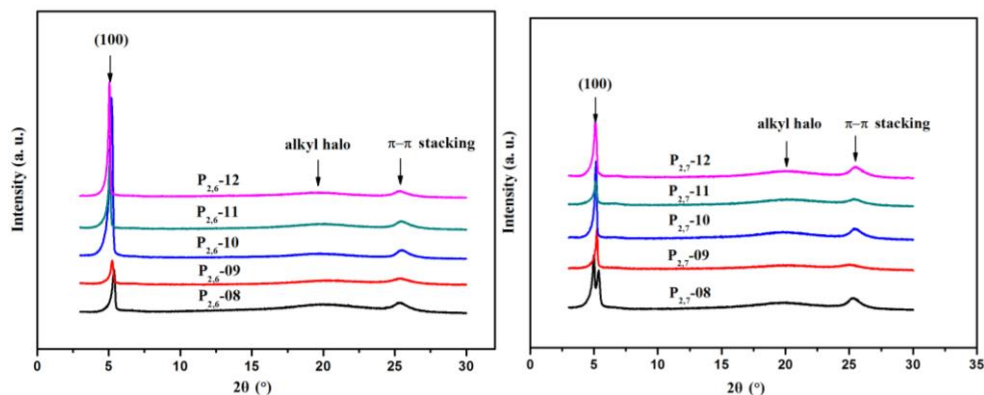 (100)
alkyl halo
π–π stacking
P2,6-12
P2,6-11
P2,6-10
P2,6-09
P2,6-08
Intensity (a. u.)
0 5 10 15 20 25 30
2θ (°)
(100)
alkyl halo
π–π stacking
P2,7-12
P2,7-11
P2,7-10
P2,7-09
P2,7-08
Intensity (a. u.)
0 5 10 15 20 25 30 35
2θ (°)